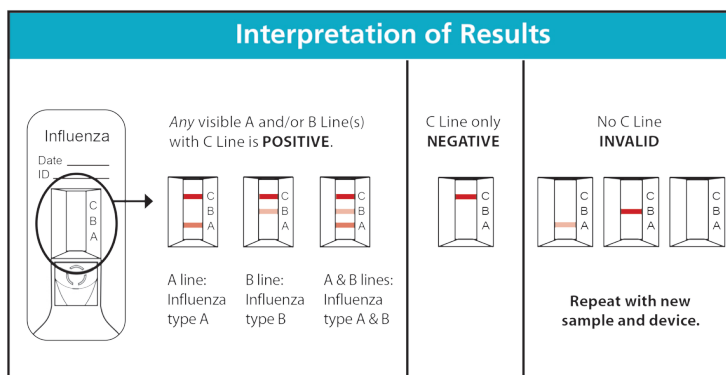 Interpretation of Results
Influenza
Date
ID
C
B
A
Any visible A and/or B Line(s)
with C Line is POSITIVE.
C
B
A
C
B
A
C
B
A
A line:
Influenza
type A
B line:
Influenza
type B
A & B lines:
Influenza
type A & B
C Line only
NEGATIVE
C
B
A
No C Line
INVALID
C
B
A
C
B
A
C
B
A
Repeat with new
sample and device.